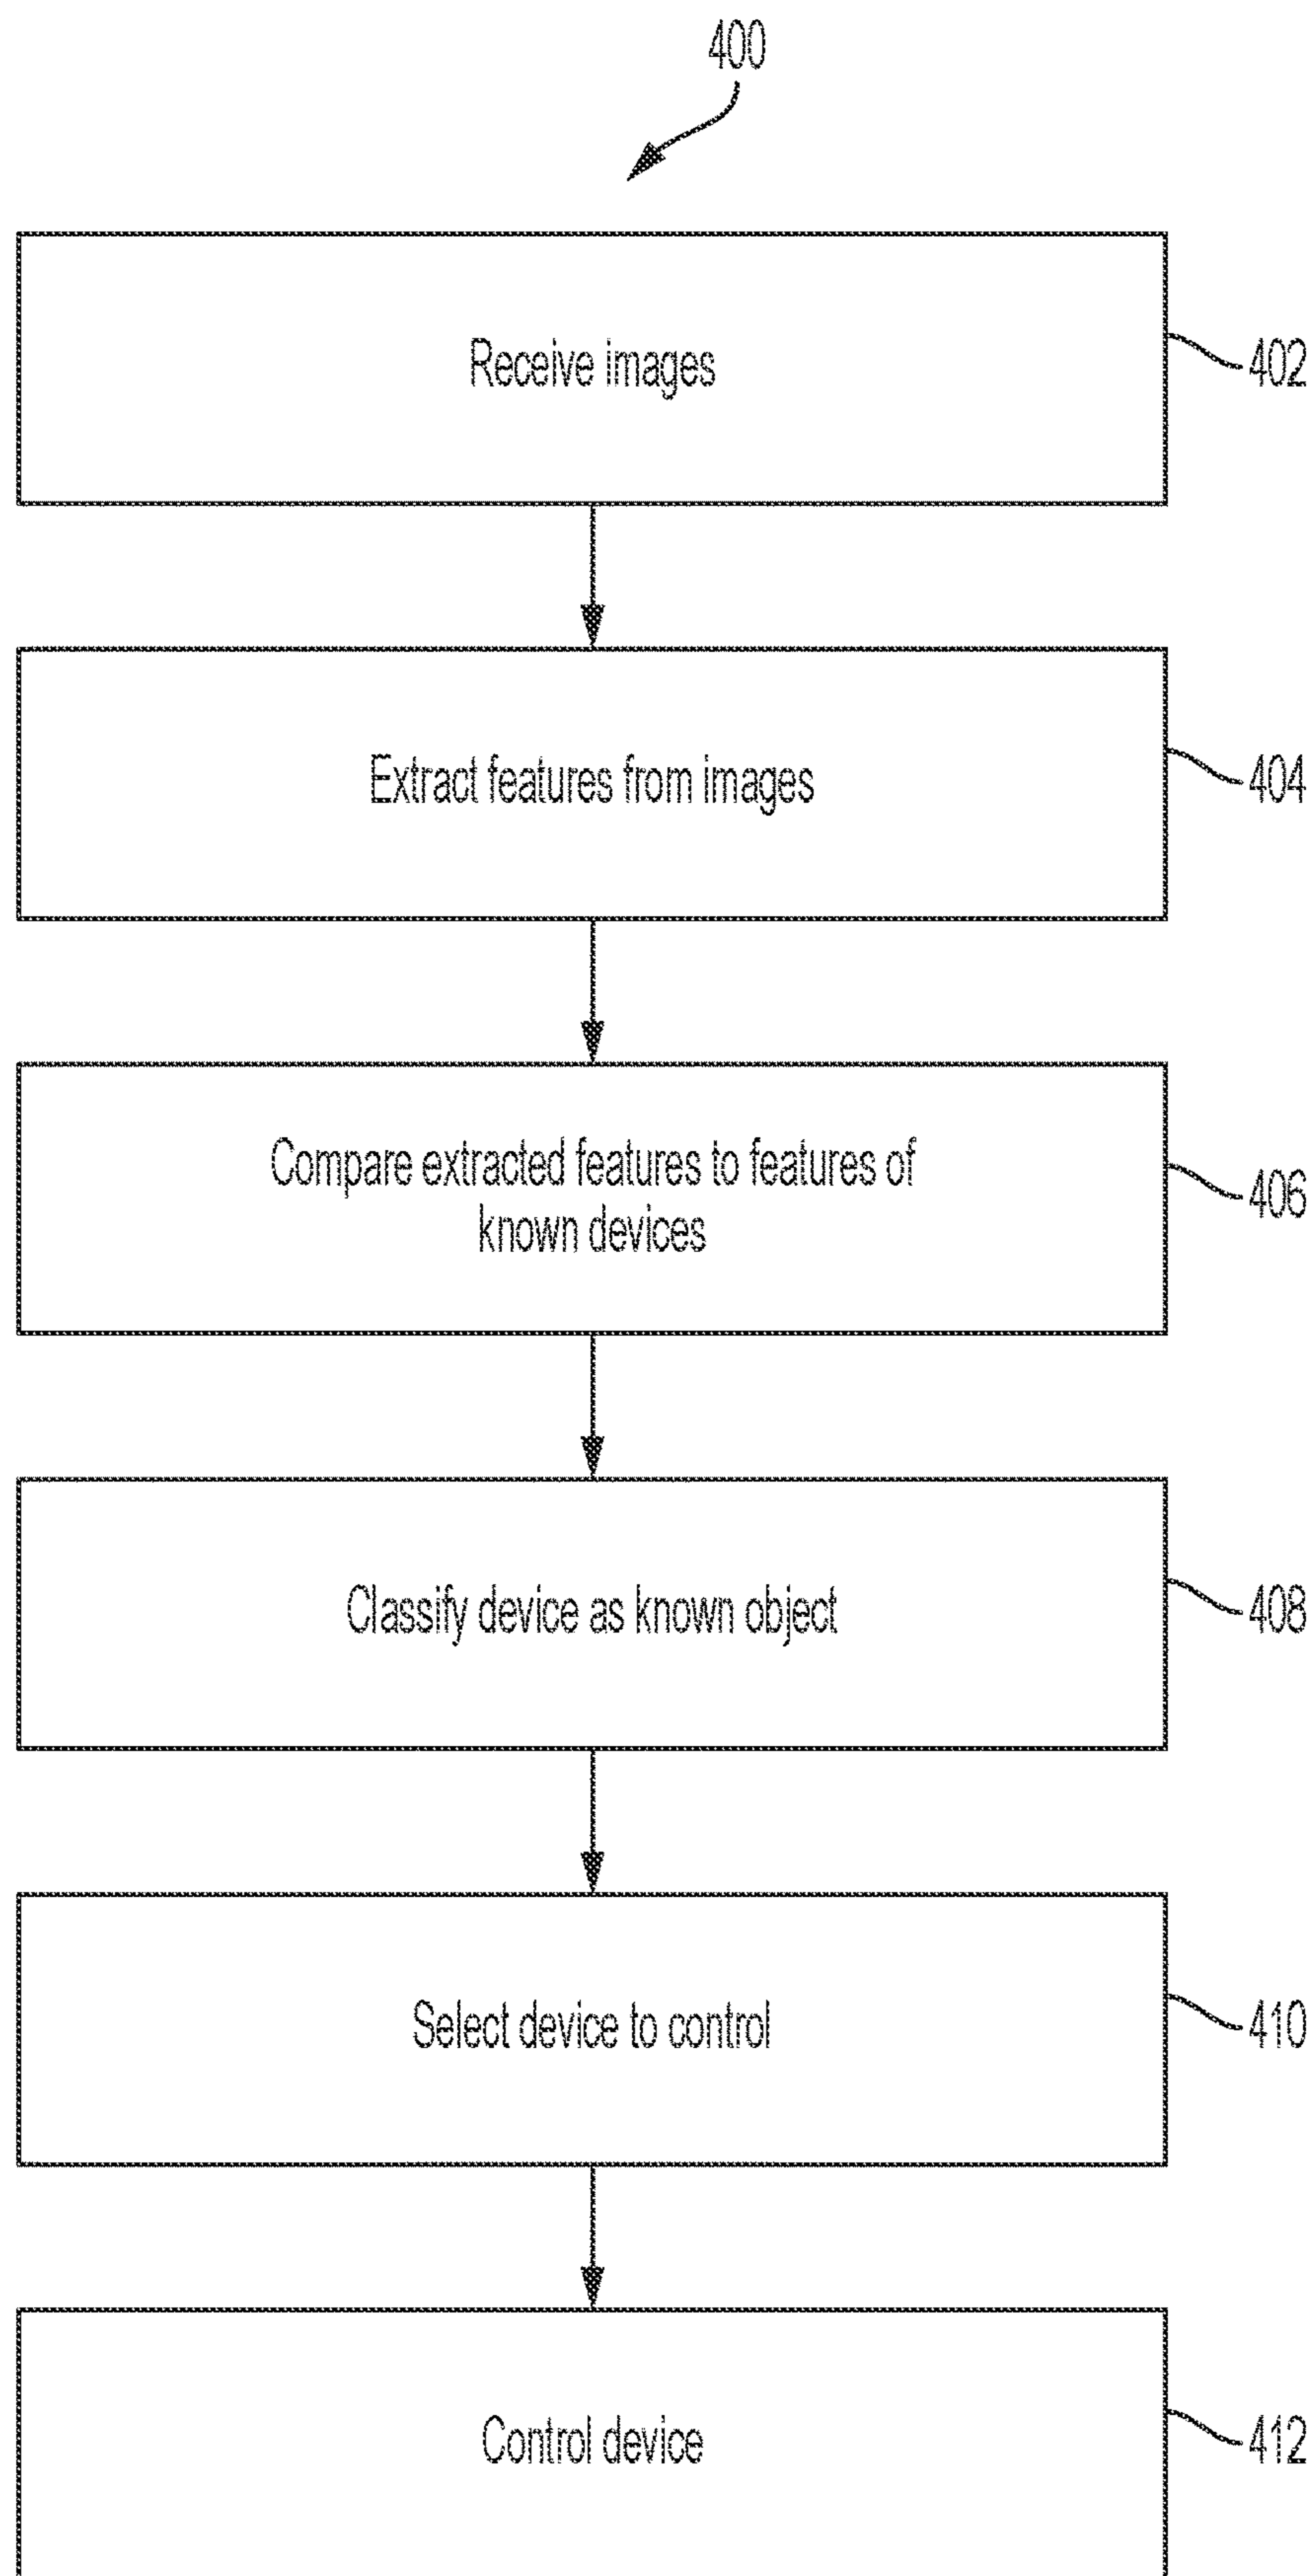 400
Receive images
402
Extract features from images
404
Compare extracted features to features of
known devices
406
Classify device as known object
408
Select device to control
410
Control device
412